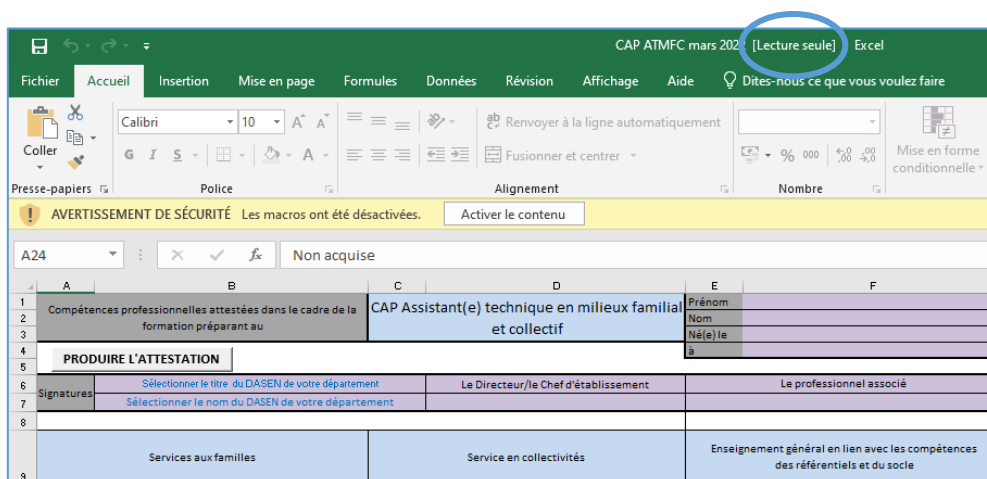 CAP ATMFC mars 202 [Lecture seule] Excel
Fichier Accueil Insertion Mise en page Formules Données Révision Affichage Aide Dites-nous ce que vous voulez faire
Calibri 10 A A ab Renvoyer à la ligne automatiquement
Coller G I S A Fusionner et centrer % 000 ,00 ,00 Mise en forme
conditionnelle
Presse-papiers Police Alignement Nombre
AVERTISSEMENT DE SÉCURITÉ Les macros ont été désactivées. Activer le contenu
A24 fx Non acquise
A B C D E F
1 Compétences professionnelles attestées dans le cadre de la CAP Assistant(e) technique en milieux familial Prénom
2 formation préparant au et collectif Nom
3 Né(e) le
4 à
5 PRODUIRE L'ATTESTATION
6 Signatures Sélectionner le titre du DASEN de votre département Le Directeur/le Chef d'établissement Le professionnel associé
7 Sélectionner le nom du DASEN de votre département
8
Services aux familles Service en collectivités Enseignement général en lien avec les compétences
9 des référentiels et du socle